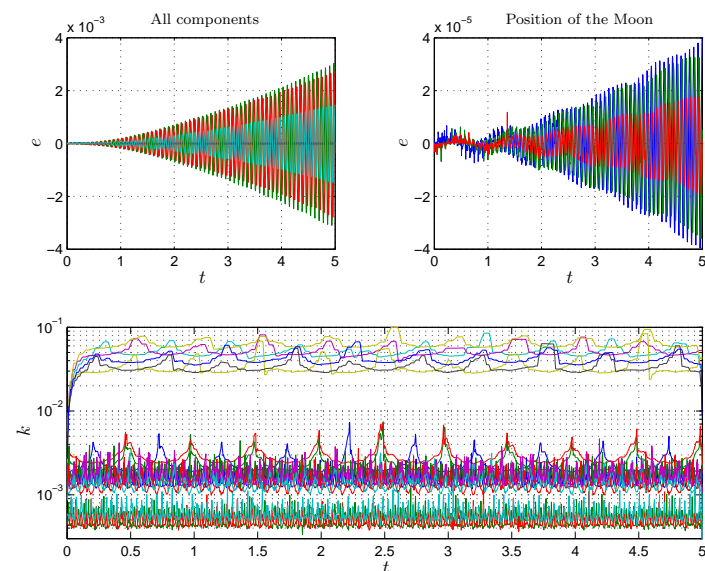 All components
x 10⁻³
4
2
0
−2
−4
e
0 1 2 3 4 5
t
Position of the Moon
x 10⁻⁵
4
2
0
−2
−4
e
0 1 2 3 4 5
t
10⁻¹
10⁻²
10⁻³
k
0 0.5 1 1.5 2 2.5 3 3.5 4 4.5 5
t